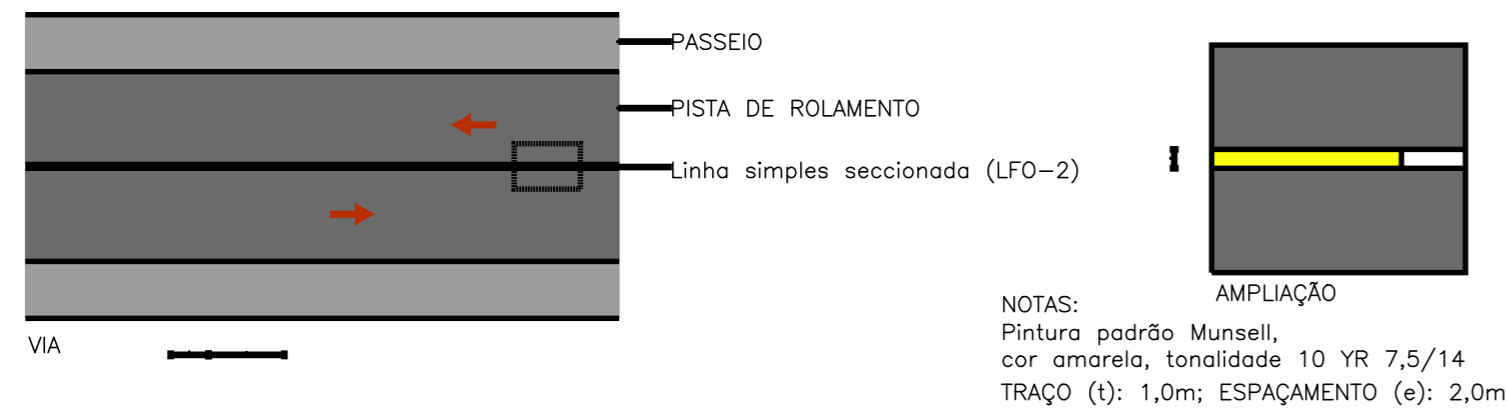 PASSEIO
PISTA DE ROLAMENTO
Linha simples seccionada (LFO-2)
VIA
AMPLIAÇÃO
NOTAS:
Pintura padrão Munsell,
cor amarela, tonalidade 10 YR 7,5/14
TRAÇO (t): 1,0m; ESPAÇAMENTO (e): 2,0m